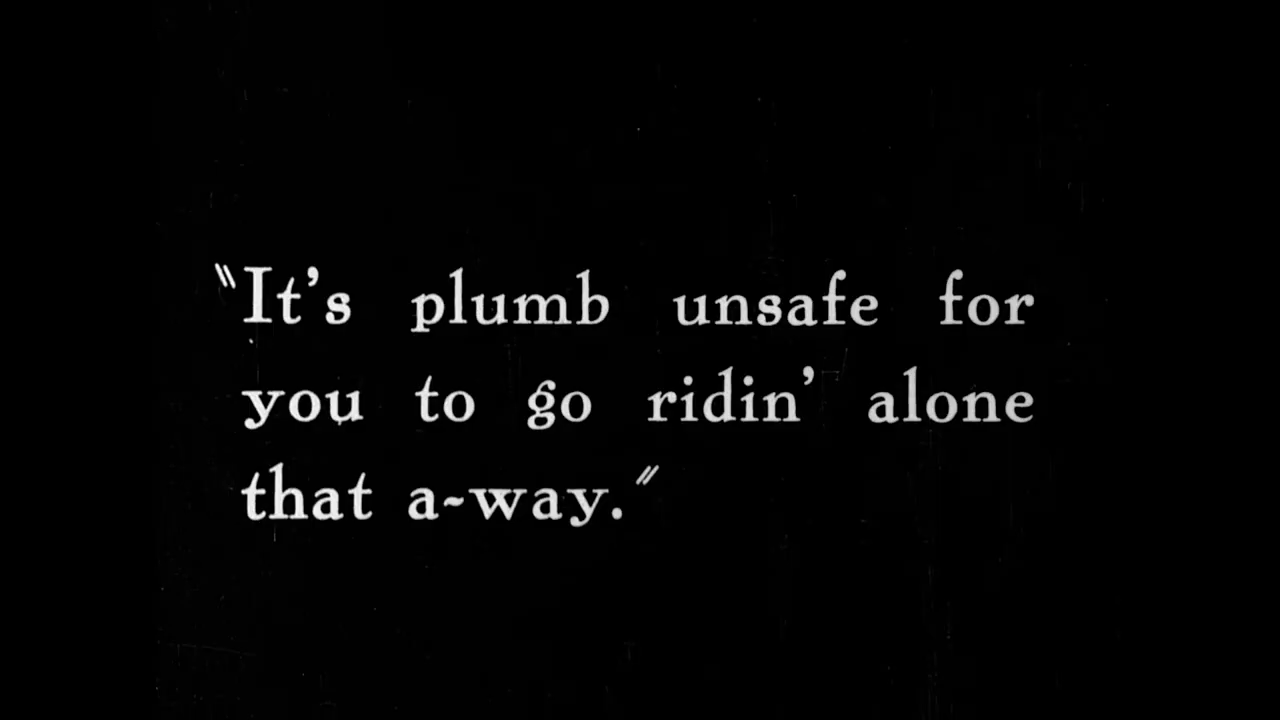 "It's plumb unsafe for
you to go ridin' alone
that a-way."